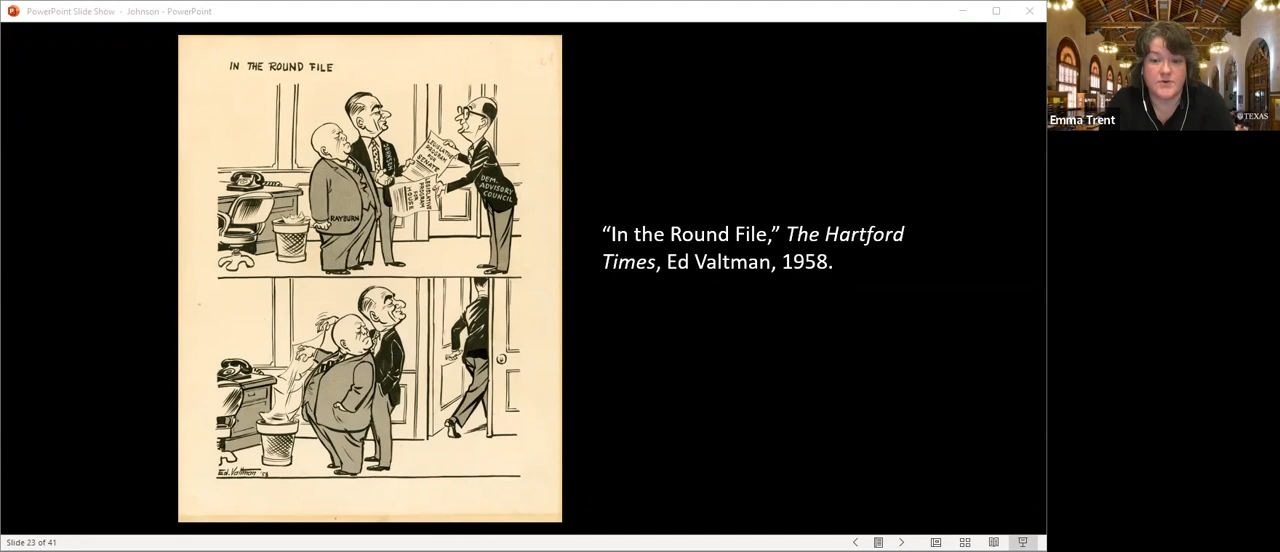 PowerPoint Slide Show - Johnson - PowerPoint
IN THE ROUND FILE
JOHNSON
LEGISLATIVE
PROGRAM
FOR
SENATE
LEGISLATIVE
PROGRAM
FOR
HOUSE
DEM.
ADVISORY
COUNCIL
RAYBURN
Ed. Valtman '58
“In the Round File,” The Hartford
Times, Ed Valtman, 1958.
Emma Trent
TEXAS
Slide 23 of 41